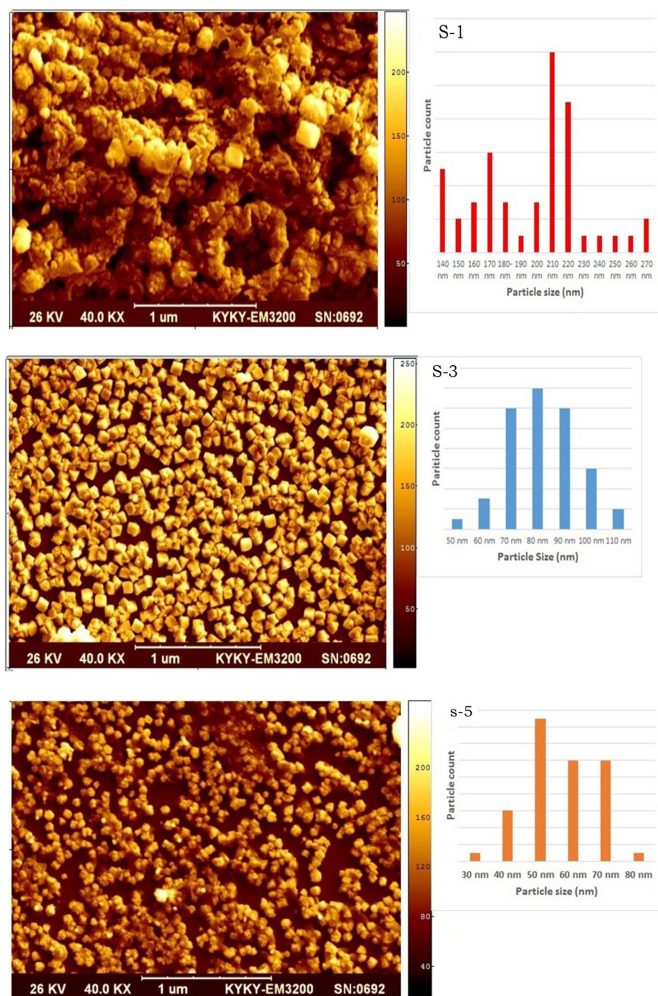 S-1
200
150
100
50
Particle count
140 nm 150 nm 160 nm 170 nm 180- nm 190 nm 200 nm 210 nm 220 nm 230 nm 240 nm 250 nm 260 nm 270 nm
Particle size (nm)
26 KV 40.0 KX 1 um KYKY-EM3200 SN:0692
S-3
250
200
150
100
50
Pariticle count
50 nm 60 nm 70 nm 80 nm 90 nm 100 nm 110 nm
Particle Size (nm)
26 KV 40.0 KX 1 um KYKY-EM3200 SN:0692
s-5
200
160
120
80
40
Particle count
30 nm 40 nm 50 nm 60 nm 70 nm 80 nm
Particle size (nm)
26 KV 40.0 KX 1 um KYKY-EM3200 SN:0692